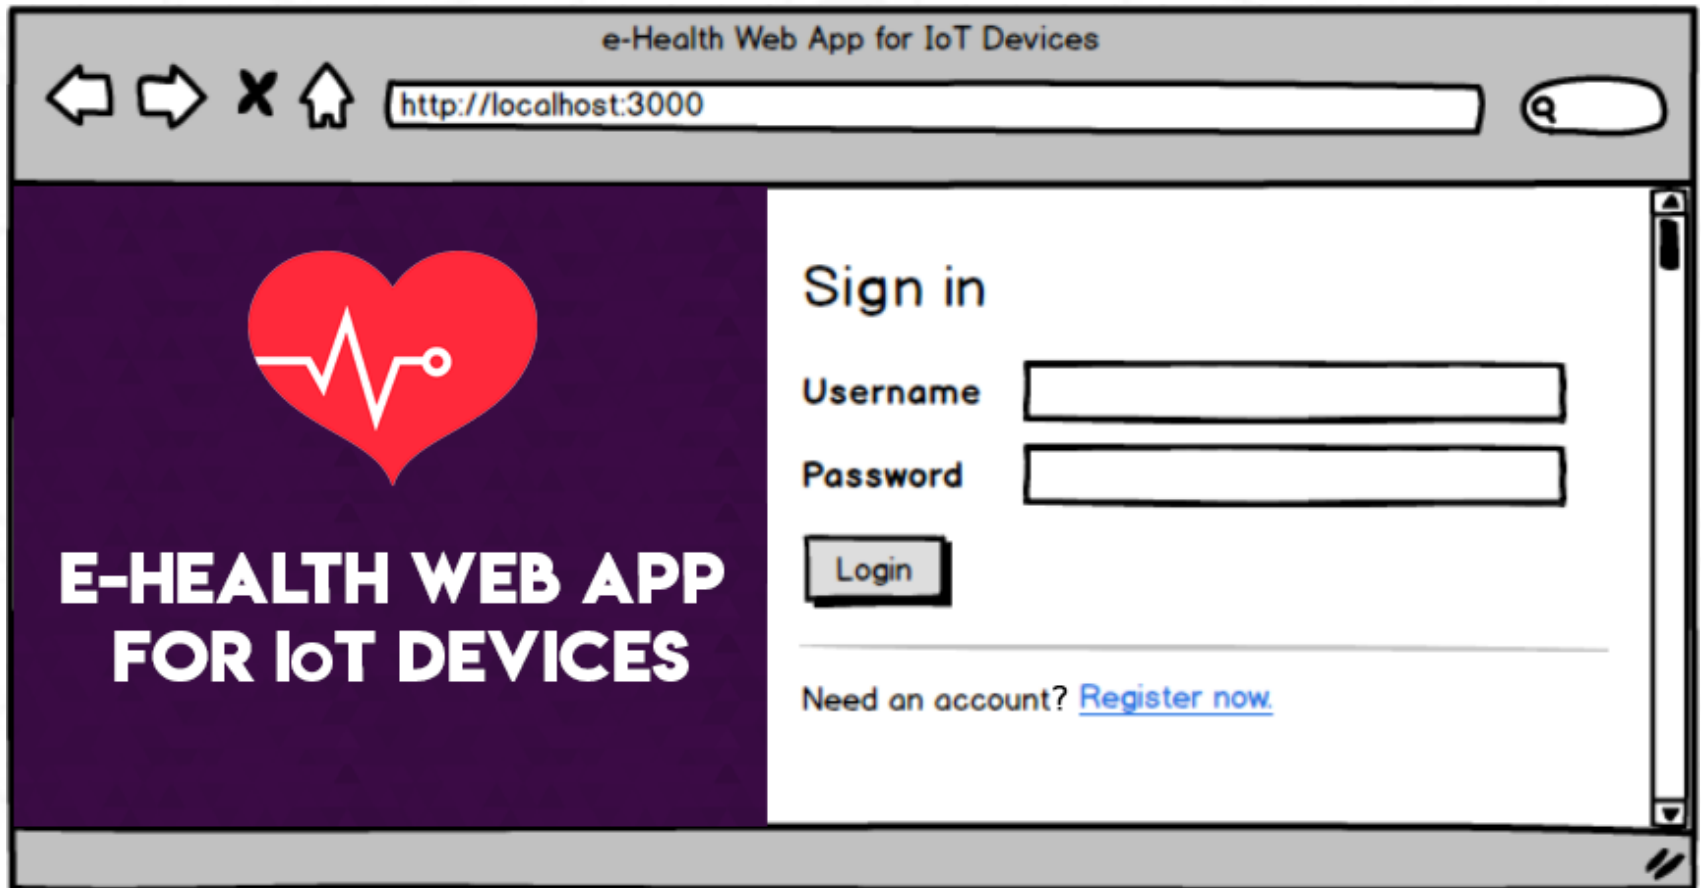 e-Health Web App for IoT Devices
http://localhost:3000
E-HEALTH WEB APP
FOR IoT DEVICES
Sign in
Username
Password
Login
Need an account? Register now.